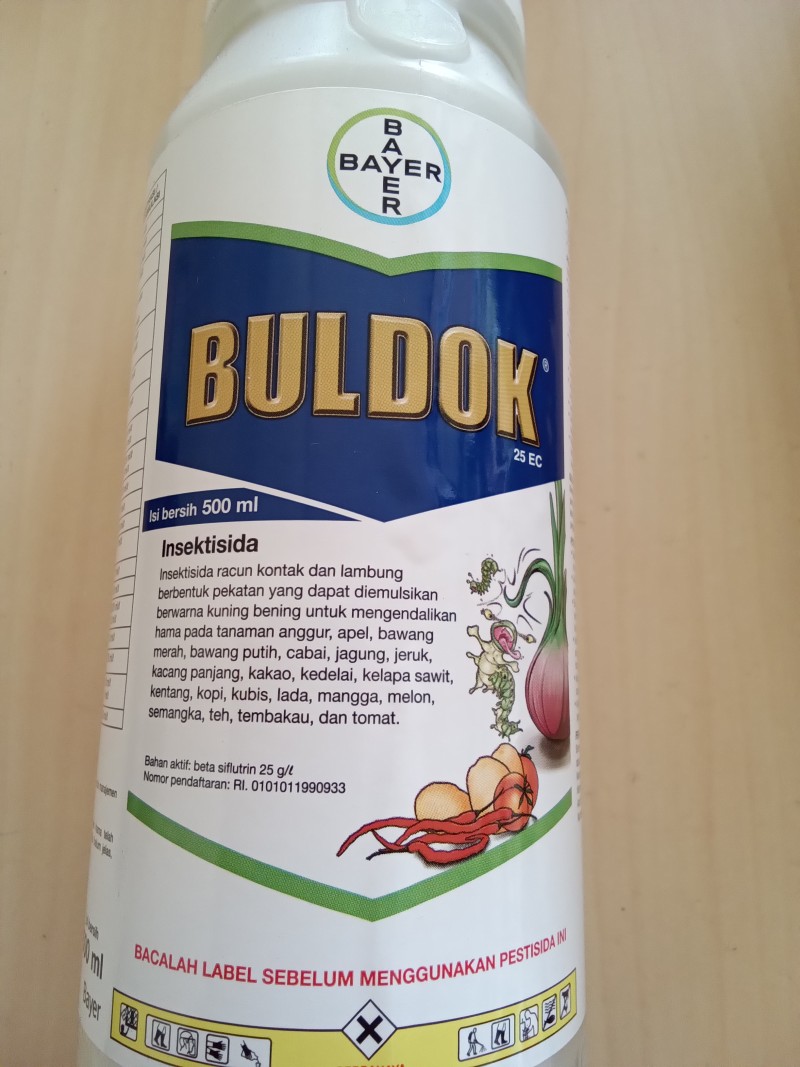 BAYER
BAYER
BULDOK®
25 EC
Isi bersih 500 ml
Insektisida
Insektisida racun kontak dan lambung
berbentuk pekatan yang dapat diemulsikan
berwarna kuning bening untuk mengendalikan
hama pada tanaman anggur, apel, bawang
merah, bawang putih, cabai, jagung, jeruk,
kacang panjang, kakao, kedelai, kelapa sawit,
kentang, kopi, kubis, lada, mangga, melon,
semangka, teh, tembakau, dan tomat.
Bahan aktif: beta siflutrin 25 g/ℓ
Nomor pendaftaran: RI. 0101011990933
BACALAH LABEL SEBELUM MENGGUNAKAN PESTISIDA INI
ml
Bayer